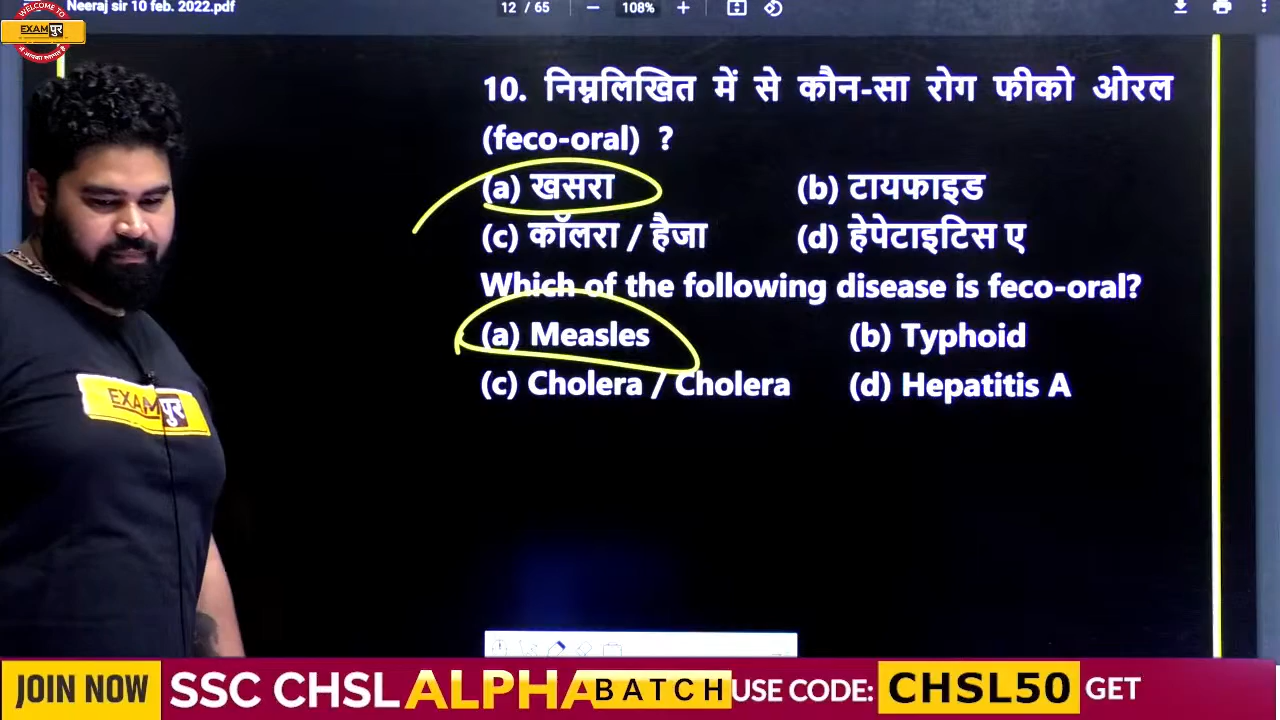 WELCOME TO
EXAMपुर
Neeraj sir 10 feb. 2022.pdf
12 / 65
108%
10. निम्नलिखित में से कौन-सा रोग फीको ओरल
(feco-oral) ?
(a) खसरा (b) टायफाइड
(c) कॉलरा / हैजा (d) हेपेटाइटिस ए
Which of the following disease is feco-oral?
(a) Measles (b) Typhoid
(c) Cholera / Cholera (d) Hepatitis A
EXAMपुर
JOIN NOW SSC CHSL ALPHA BATCH USE CODE: CHSL50 GET